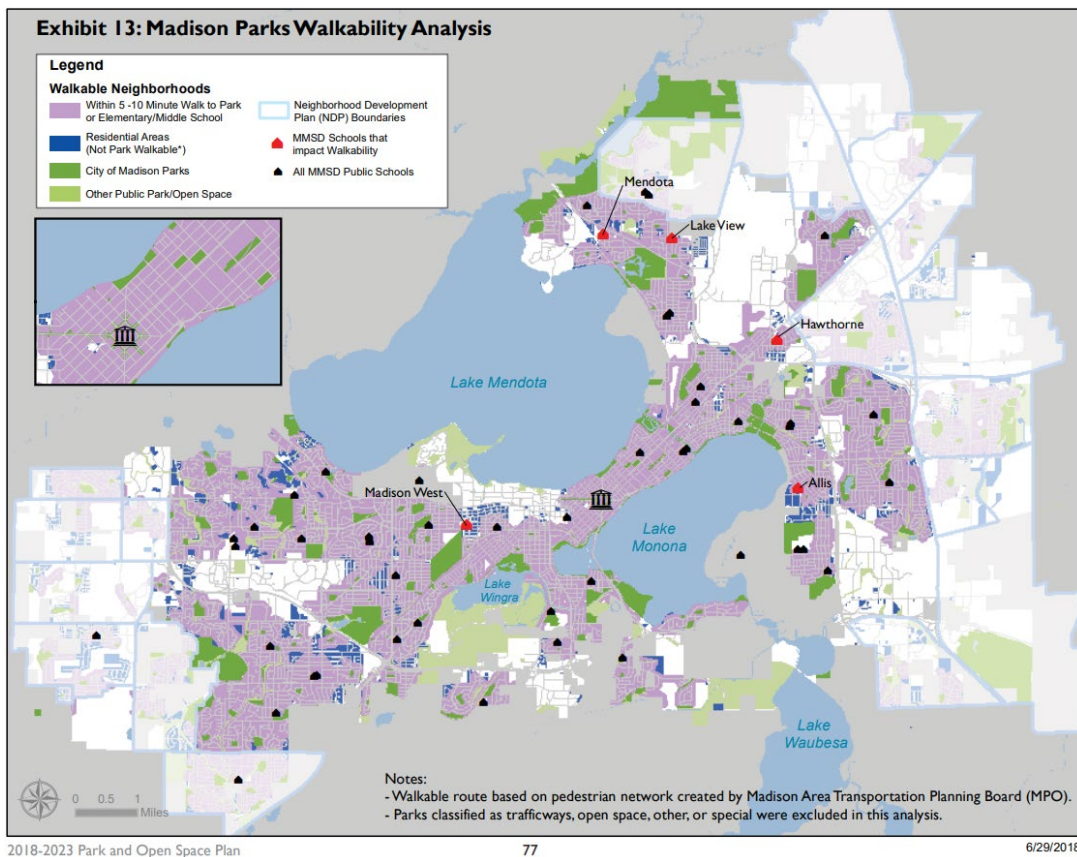 Exhibit 13: Madison Parks Walkability Analysis
Legend
Walkable Neighborhoods
Within 5 -10 Minute Walk to Park
or Elementary/Middle School
Residential Areas
(Not Park Walkable*)
City of Madison Parks
Other Public Park/Open Space
Neighborhood Development
Plan (NDP) Boundaries
MMSD Schools that
impact Walkability
All MMSD Public Schools
Mendota
Lake View
Hawthorne
Lake Mendota
Allis
Madison West
Lake
Monona
Lake
Wingra
Lake
Waubesa
0 0.5 1
Miles
Notes:
- Walkable route based on pedestrian network created by Madison Area Transportation Planning Board (MPO).
- Parks classified as trafficways, open space, other, or special were excluded in this analysis.
2018-2023 Park and Open Space Plan
77
6/29/2018